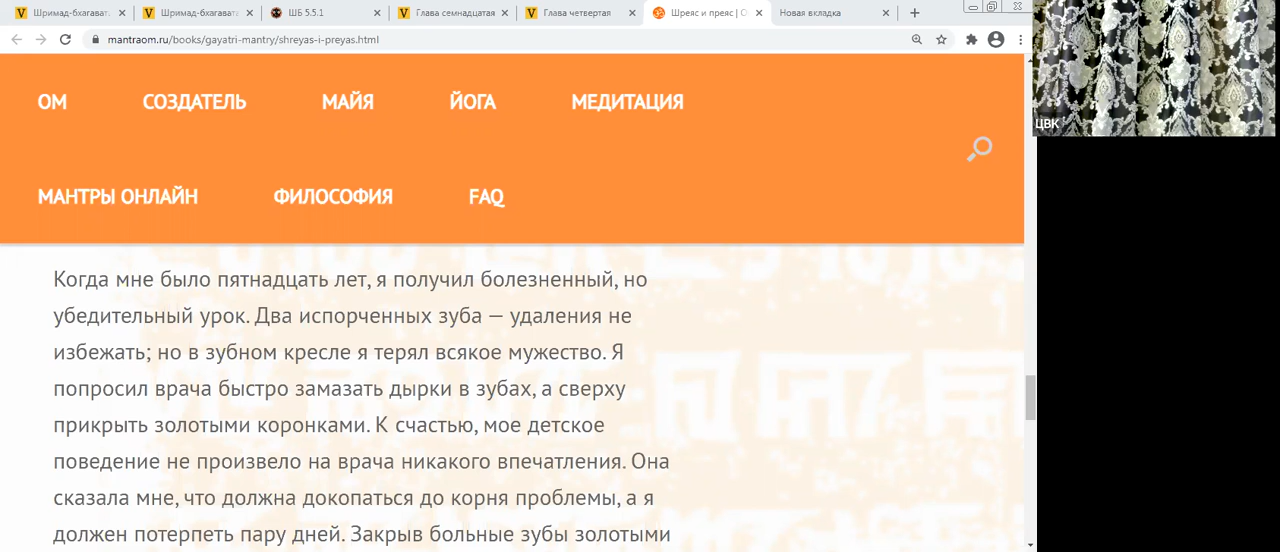 Шримад-бхагавата
Шримад-бхагавата
ШБ 5.5.1
Глава семнадцатая
Глава четвертая
Шреяс и преяс | О
Новая вкладка
mantraom.ru/books/gayatri-mantry/shreyas-i-preyas.html
ЦВК
ОМ СОЗДАТЕЛЬ МАЙЯ ЙОГА МЕДИТАЦИЯ
МАНТРЫ ОНЛАЙН ФИЛОСОФИЯ FAQ
Когда мне было пятнадцать лет, я получил болезненный, но
убедительный урок. Два испорченных зуба — удаления не
избежать; но в зубном кресле я терял всякое мужество. Я
попросил врача быстро замазать дырки в зубах, а сверху
прикрыть золотыми коронками. К счастью, мое детское
поведение не произвело на врача никакого впечатления. Она
сказала мне, что должна докопаться до корня проблемы, а я
должен потерпеть пару дней. Закрыв больные зубы золотыми